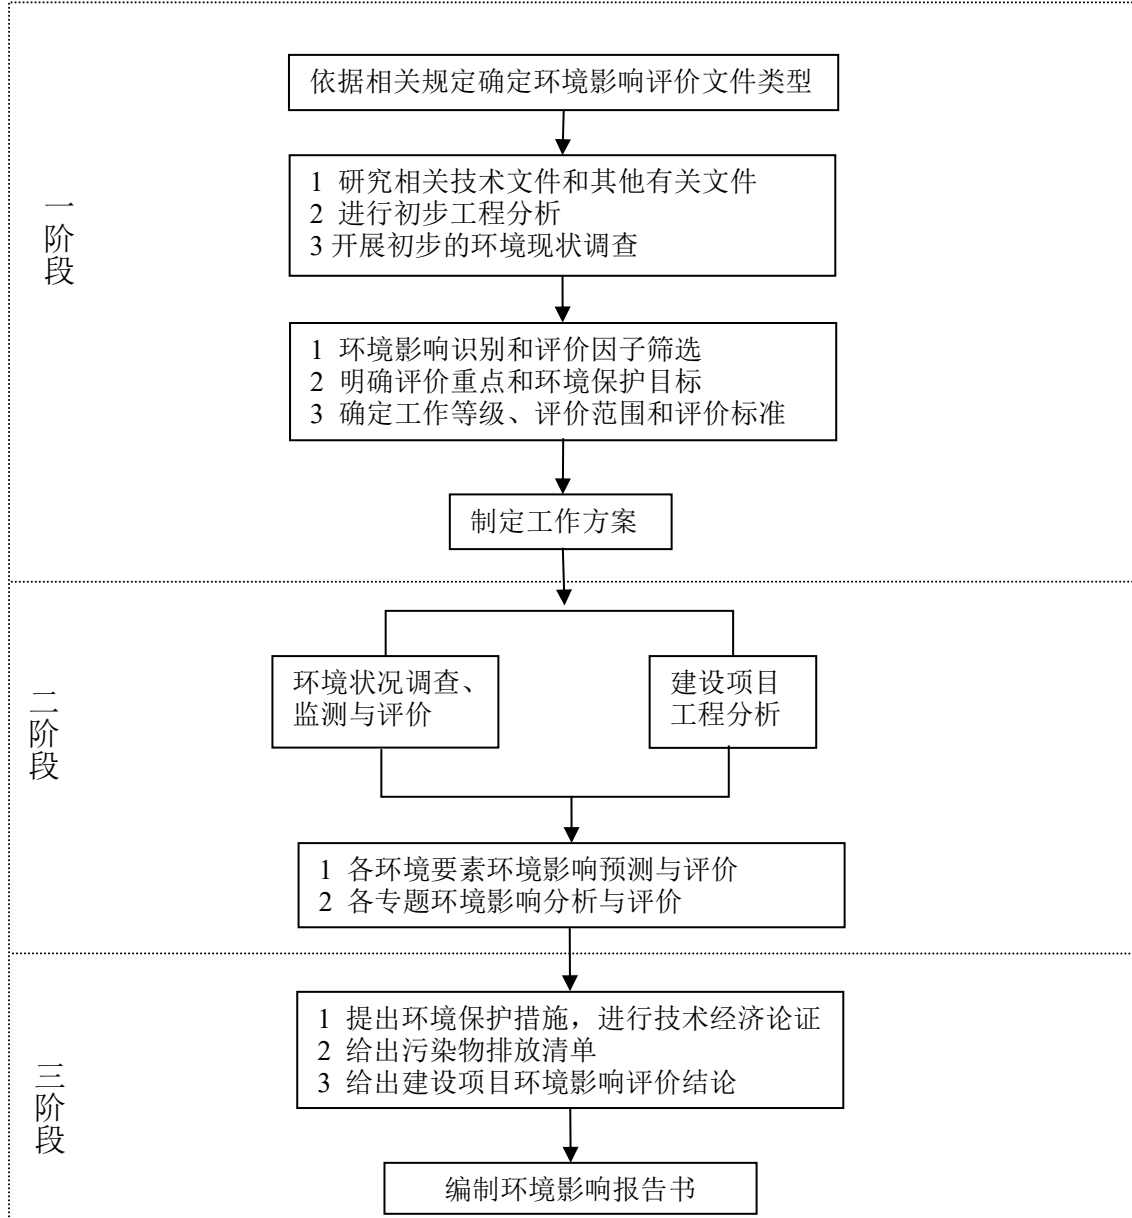 依据相关规定确定环境影响评价文件类型
1 研究相关技术文件和其他有关文件
2 进行初步工程分析
3 开展初步的环境现状调查
一阶段
1 环境影响识别和评价因子筛选
2 明确评价重点和环境保护目标
3 确定工作等级、评价范围和评价标准
制定工作方案
二阶段
环境状况调查、
监测与评价
建设项目
工程分析
1 各环境要素环境影响预测与评价
2 各专题环境影响分析与评价
三阶段
1 提出环境保护措施，进行技术经济论证
2 给出污染物排放清单
3 给出建设项目环境影响评价结论
编制环境影响报告书